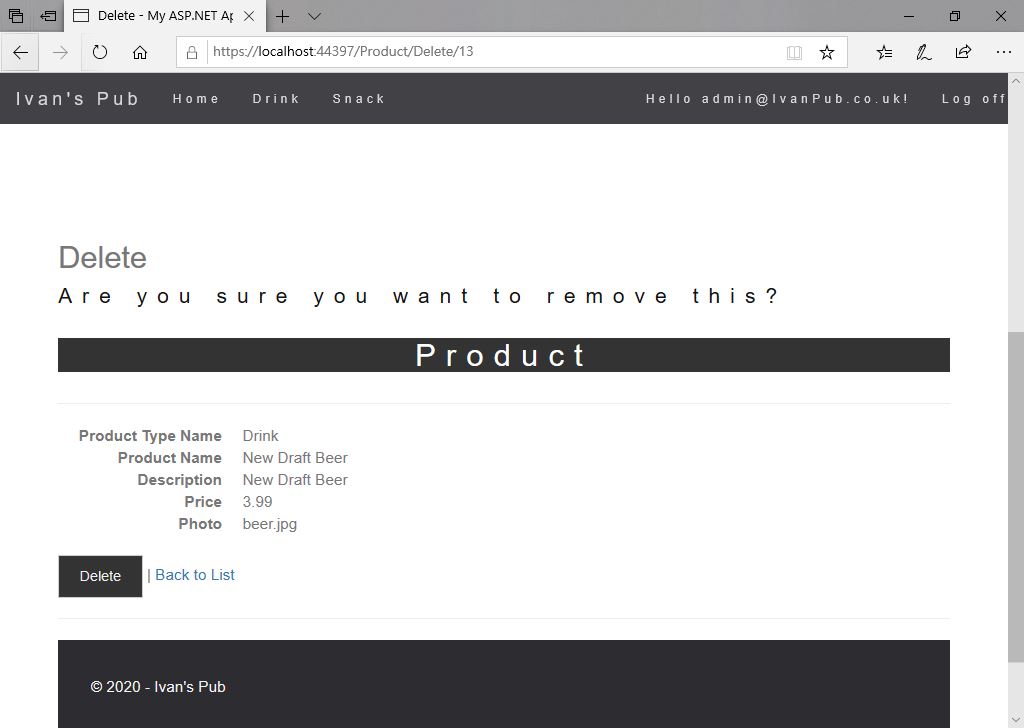 Delete - My ASP.NET Ap
https://localhost:44397/Product/Delete/13
Ivan's Pub Home Drink Snack Hello admin@IvanPub.co.uk! Log off
Delete
Are you sure you want to remove this?
Product
Product Type Name Drink
Product Name New Draft Beer
Description New Draft Beer
Price 3.99
Photo beer.jpg
Delete | Back to List
© 2020 - Ivan's Pub